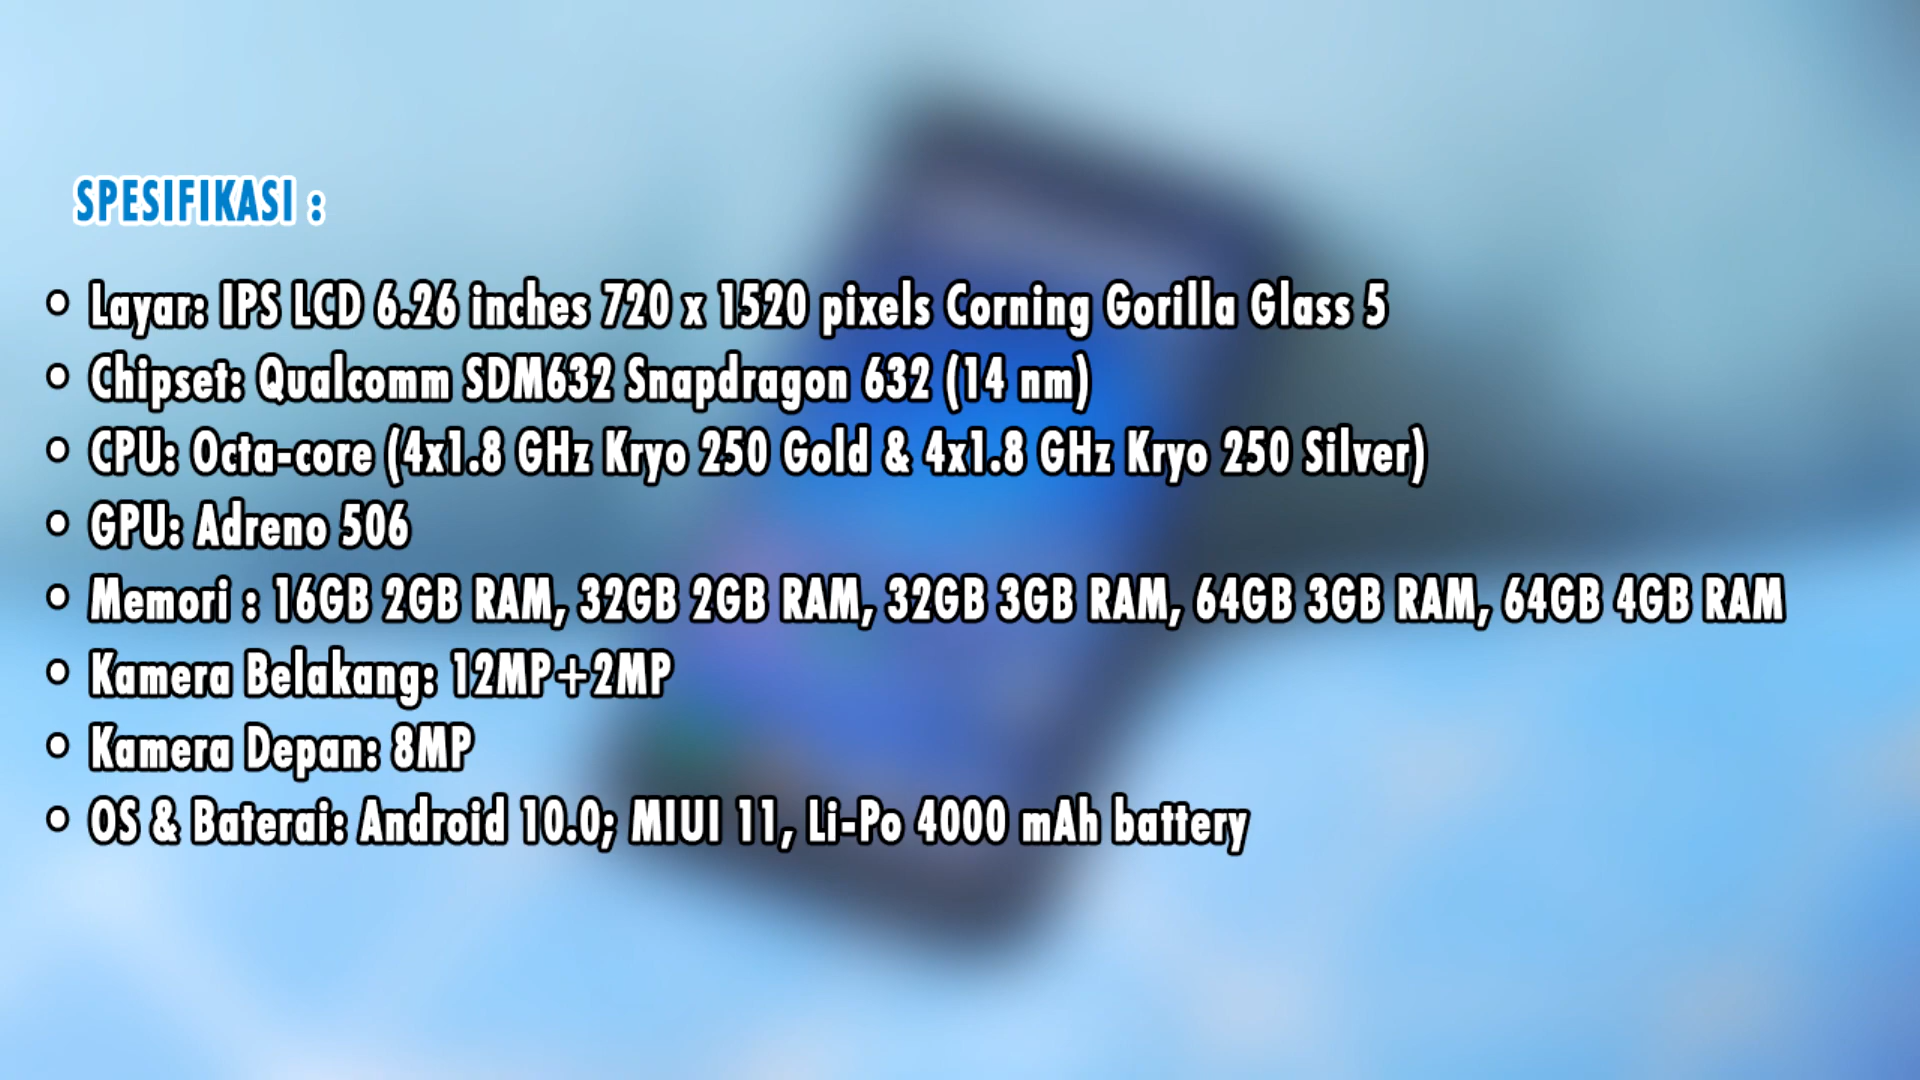 SPESIFIKASI :
• Layar: IPS LCD 6.26 inches 720 x 1520 pixels Corning Gorilla Glass 5
• Chipset: Qualcomm SDM632 Snapdragon 632 (14 nm)
• CPU: Octa-core (4x1.8 GHz Kryo 250 Gold & 4x1.8 GHz Kryo 250 Silver)
• GPU: Adreno 506
• Memori : 16GB 2GB RAM, 32GB 2GB RAM, 32GB 3GB RAM, 64GB 3GB RAM, 64GB 4GB RAM
• Kamera Belakang: 12MP+2MP
• Kamera Depan: 8MP
• OS & Baterai: Android 10.0; MIUI 11, Li-Po 4000 mAh battery